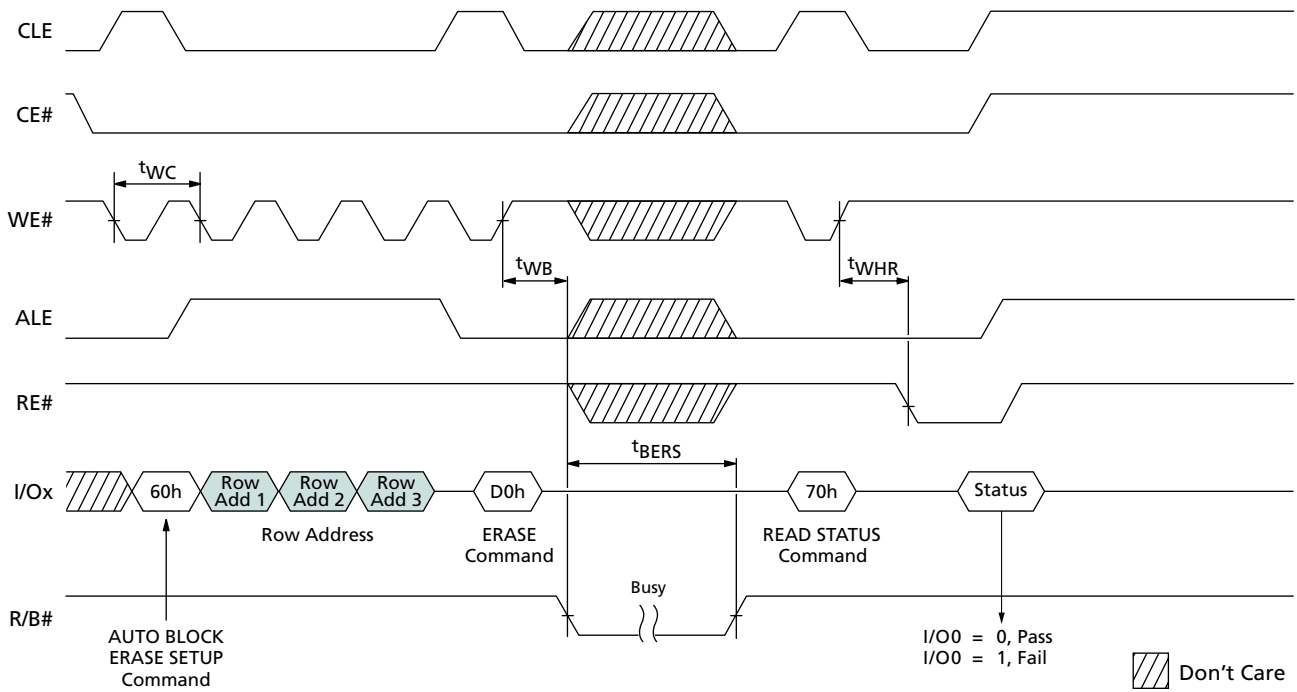 CLE
CE#
tWC
WE#
tWB
tWHR
ALE
RE#
tBERS
I/Ox
60h
Row
Add 1
Row
Add 2
Row
Add 3
D0h
70h
Status
Row Address
ERASE
Command
READ STATUS
Command
Busy
R/B#
AUTO BLOCK
ERASE SETUP
Command
I/O0 = 0, Pass
I/O0 = 1, Fail
Don't Care